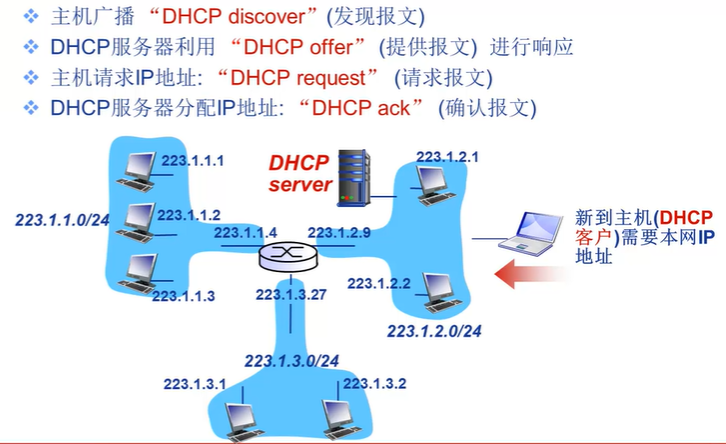 主机广播 “DHCP discover” (发现报文)
DHCP服务器利用 “DHCP offer” (提供报文) 进行响应
主机请求IP地址: “DHCP request” (请求报文)
DHCP服务器分配IP地址: “DHCP ack” (确认报文)
223.1.1.1
DHCP
server
223.1.2.1
223.1.1.0/24
223.1.1.2
223.1.1.4
223.1.2.9
新到主机(DHCP
客户)需要本网IP
地址
223.1.1.3
223.1.3.27
223.1.2.2
223.1.2.0/24
223.1.3.0/24
223.1.3.1
223.1.3.2